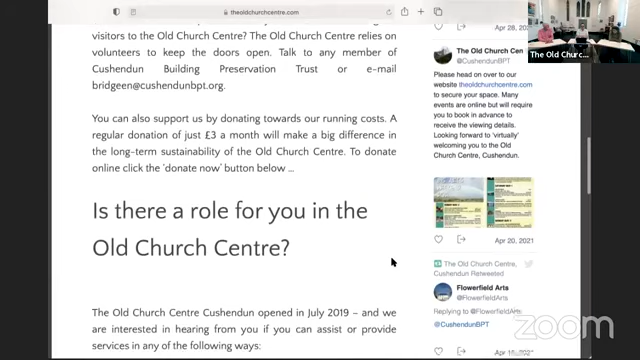 theoldchurchcentre.com
visitors to the Old Church Centre? The Old Church Centre relies on
volunteers to keep the doors open. Talk to any member of
Cushendun Building Preservation Trust or e-mail
bridgeen@cushendunbpt.org.
You can also support us by donating towards our running costs. A
regular donation of just £3 a month will make a big difference in
the long-term sustainability of the Old Church Centre. To donate
online click the 'donate now' button below ...
Is there a role for you in the
Old Church Centre?
The Old Church Centre Cushendun opened in July 2019 – and we
are interested in hearing from you if you can assist or provide
services in any of the following ways:
Apr 28, 2021
The Old Church Cen
@CushendunBPT
Please head on over to our
website theoldchurchcentre.com
to secure your space. Many
events are online but will require
you to book in advance to
receive the viewing details.
Looking forward to 'virtually'
welcoming you to the Old
Church Centre, Cushendun.
Apr 20, 2021
The Old Church Centre,
Cushendun Retweeted
Flowerfield Arts
@FlowerfieldArts
Replying to @FlowerfieldArts
@CushendunBPT
The Old Churc...
zoom